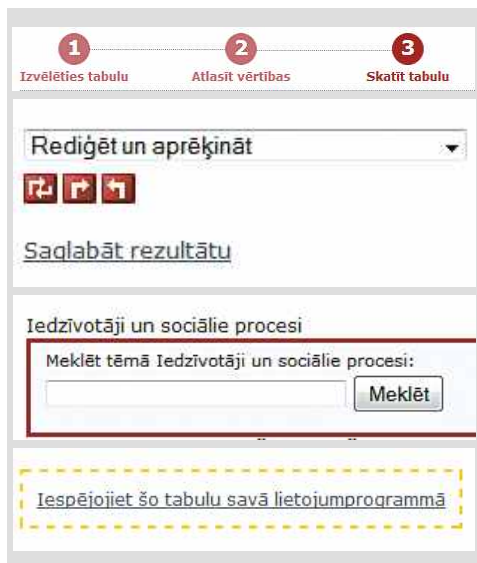 1 2 3
Izvēlēties tabulu Atlasīt vērtības Skatīt tabulu
Rediģēt un aprēķināt
Saglabāt rezultātu
Iedzīvotāji un sociālie procesi
Meklēt tēmā Iedzīvotāji un sociālie procesi:
Meklēt
Iespējojiet šo tabulu savā lietojumprogrammā